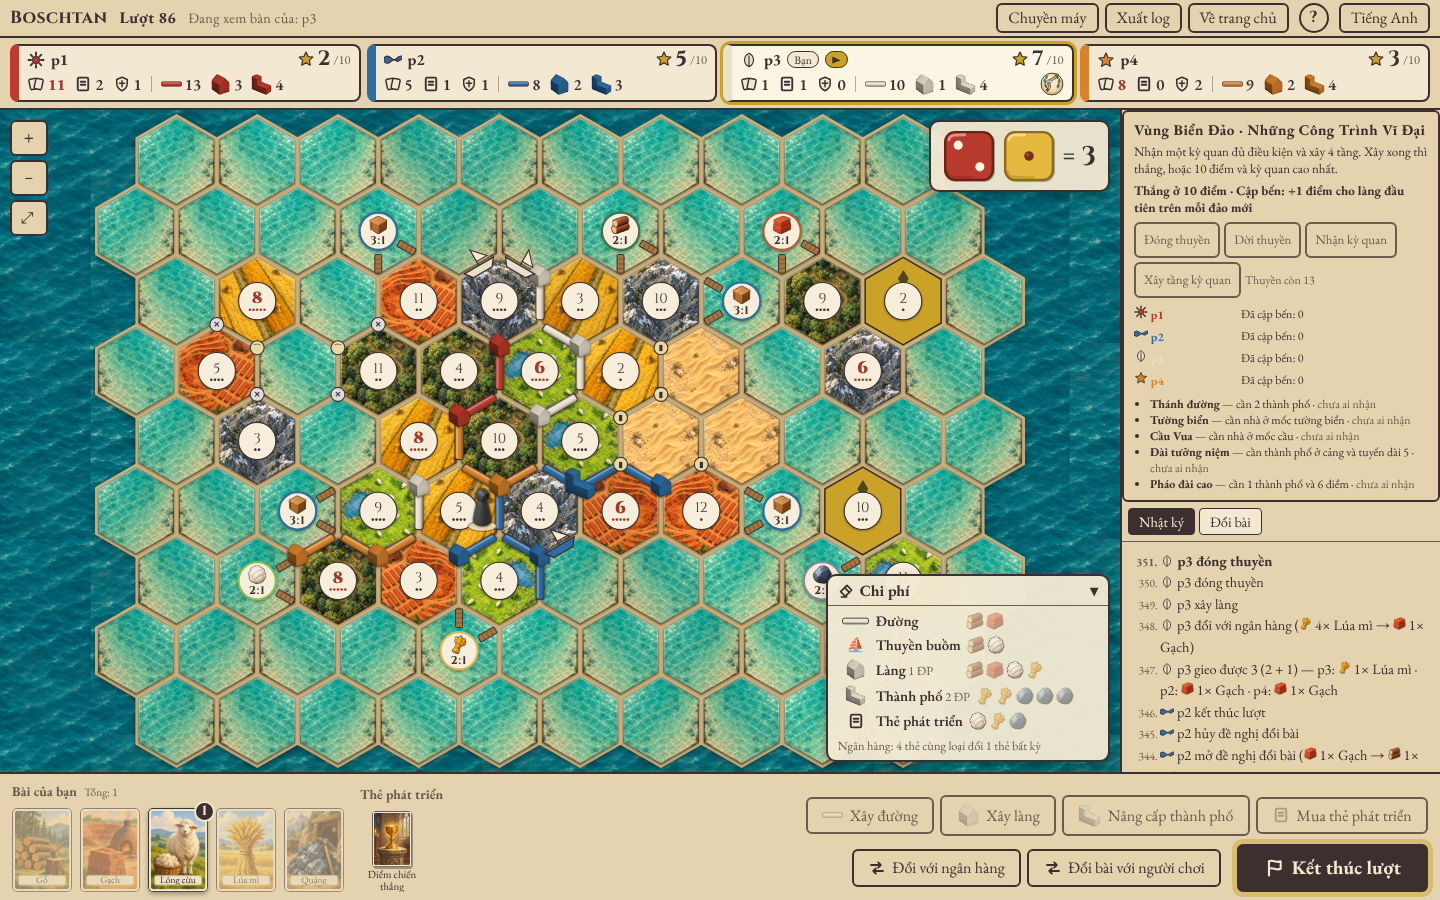 BOSCHTAN Lượt 86 Đang xem bàn của: p3
Chuyền máy Xuất log Về trang chủ ? Tiếng Anh
p1 2 /10
11 2 1 13 3 4
p2 5 /10
5 1 1 8 2 3
p3 Bạn 7 /10
1 1 0 10 1 4
p4 3 /10
8 0 2 9 2 4
+
−
= 3
3:1 2:1 2:1
8 11 9 3 10 3:1 9 2
5 11 4 6 2 6
3 8 10 5
3:1 9 5 4 6 12 3:1 10
2:1 8 3 4
2:1
Chi phí
Đường
Thuyền buồm
Làng 1 ĐP
Thành phố 2 ĐP
Thẻ phát triển
Ngân hàng: 4 thẻ cùng loại đổi 1 thẻ bất kỳ
Vùng Biển Đảo · Những Công Trình Vĩ Đại
Nhận một kỳ quan đủ điều kiện và xây 4 tầng. Xây xong thì
thắng, hoặc 10 điểm và kỳ quan cao nhất.
Thắng ở 10 điểm · Cập bến: +1 điểm cho làng đầu
tiên trên mỗi đảo mới
Đóng thuyền Dời thuyền Nhận kỳ quan
Xây tầng kỳ quan Thuyền còn 13
p1 Đã cập bến: 0
p2 Đã cập bến: 0
p3 Đã cập bến: 0
p4 Đã cập bến: 0
• Thánh đường — cần 2 thành phố · chưa ai nhận
• Tường biển — cần nhà ở mốc tường biển · chưa ai nhận
• Cầu Vua — cần nhà ở mốc cầu · chưa ai nhận
• Đài tưởng niệm — cần thành phố ở cảng và tuyến dài 5 ·
chưa ai nhận
• Pháo đài cao — cần 1 thành phố và 6 điểm · chưa ai nhận
Nhật ký Đổi bài
351. p3 đóng thuyền
350. p3 đóng thuyền
349. p3 xây làng
348. p3 đổi với ngân hàng ( 4× Lúa mì → 1×
Gạch)
347. p3 gieo được 3 (2 + 1) — p3: 1× Lúa mì ·
p2: 1× Gạch · p4: 1× Gạch
346. p2 kết thúc lượt
345. p2 hủy đề nghị đổi bài
344. p2 mở đề nghị đổi bài ( 1× Gạch → 1×
Bài của bạn Tổng: 1
Gỗ Gạch Lông cừu 1 Lúa mì Quặng
Thẻ phát triển
Điểm chiến
thắng
Xây đường Xây làng Nâng cấp thành phố Mua thẻ phát triển
Đổi với ngân hàng Đổi bài với người chơi Kết thúc lượt